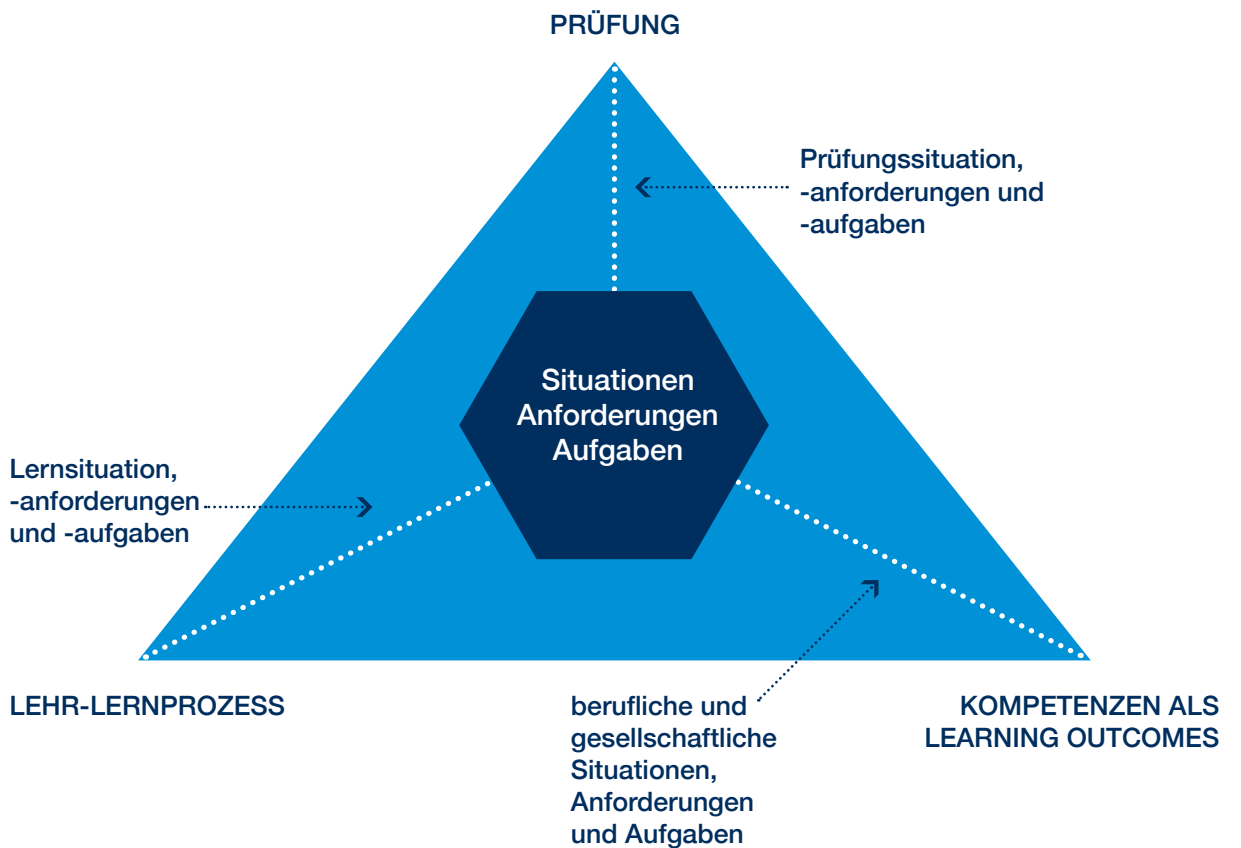 PRÜFUNG
Prüfungssituation,
-anforderungen und
-aufgaben
Situationen
Anforderungen
Aufgaben
Lernsituation,
-anforderungen
und -aufgaben
LEHR-LERNPROZESS
berufliche und
gesellschaftliche
Situationen,
Anforderungen
und Aufgaben
KOMPETENZEN ALS
LEARNING OUTCOMES